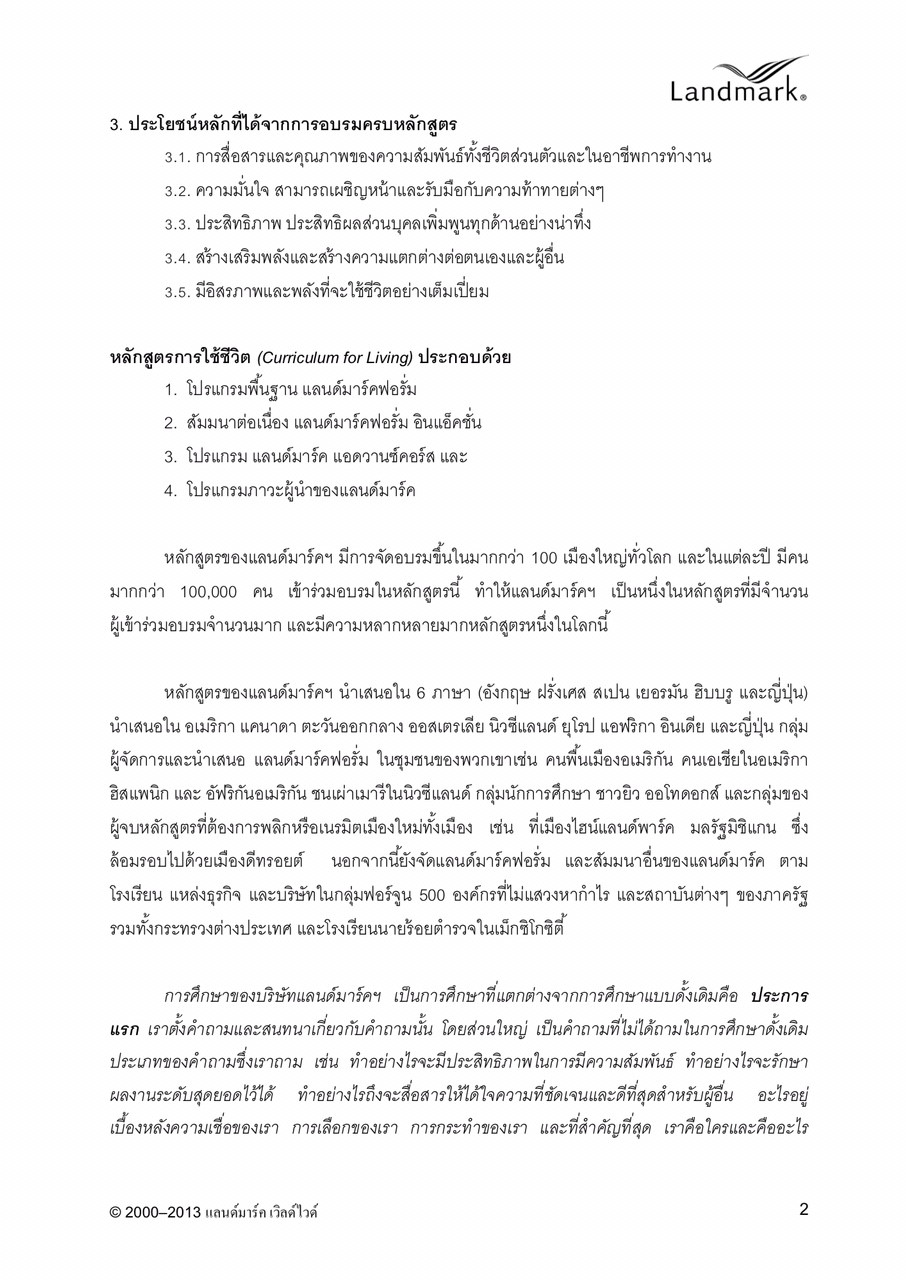 Landmark®
3. ประโยชน์หลักที่ได้จากการอบรมครบหลักสูตร
3.1. การสื่อสารและคุณภาพของความสัมพันธ์ทั้งชีวิตส่วนตัวและในอาชีพการทำงาน
3.2. ความมั่นใจ สามารถเผชิญหน้าและรับมือกับความท้าทายต่างๆ
3.3. ประสิทธิภาพ ประสิทธิผลส่วนบุคลเพิ่มพูนทุกด้านอย่างน่าทึ่ง
3.4. สร้างเสริมพลังและสร้างความแตกต่างต่อตนเองและผู้อื่น
3.5. มีอิสรภาพและพลังที่จะใช้ชีวิตอย่างเต็มเปี่ยม
หลักสูตรการใช้ชีวิต (Curriculum for Living) ประกอบด้วย
1. โปรแกรมพื้นฐาน แลนด์มาร์คฟอรั่ม
2. สัมมนาต่อเนื่อง แลนด์มาร์คฟอรั่ม อินแอ็คชั่น
3. โปรแกรม แลนด์มาร์ค แอดวานซ์คอร์ส และ
4. โปรแกรมภาวะผู้นำของแลนด์มาร์ค
หลักสูตรของแลนด์มาร์คฯ มีการจัดอบรมขึ้นในมากกว่า 100 เมืองใหญ่ทั่วโลก และในแต่ละปี มีคน
มากกว่า 100,000 คน เข้าร่วมอบรมในหลักสูตรนี้ ทำให้แลนด์มาร์คฯ เป็นหนึ่งในหลักสูตรที่มีจำนวน
ผู้เข้าร่วมอบรมจำนวนมาก และมีความหลากหลายมากหลักสูตรหนึ่งในโลกนี้
หลักสูตรของแลนด์มาร์คฯ นำเสนอใน 6 ภาษา (อังกฤษ ฝรั่งเศส สเปน เยอรมัน ฮิบบรู และญี่ปุ่น)
นำเสนอใน อเมริกา แคนาดา ตะวันออกกลาง ออสเตรเลีย นิวซีแลนด์ ยุโรป แอฟริกา อินเดีย และญี่ปุ่น กลุ่ม
ผู้จัดการและนำเสนอ แลนด์มาร์คฟอรั่ม ในชุมชนของพวกเขาเช่น คนพื้นเมืองอเมริกัน คนเอเชียในอเมริกา
ฮิสแพนิก และ อัฟริกันอเมริกัน ชนเผ่าเมารีในนิวซีแลนด์ กลุ่มนักการศึกษา ชาวยิว ออโทดอกส์ และกลุ่มของ
ผู้จบหลักสูตรที่ต้องการพลิกหรือเนรมิตเมืองใหม่ทั้งเมือง เช่น ที่เมืองไฮน์แลนด์พาร์ค มลรัฐมิชิแกน ซึ่ง
ล้อมรอบไปด้วยเมืองดีทรอยต์ นอกจากนี้ยังจัดแลนด์มาร์คฟอรั่ม และสัมมนาอื่นของแลนด์มาร์ค ตาม
โรงเรียน แหล่งธุรกิจ และบริษัทในกลุ่มฟอร์จูน 500 องค์กรที่ไม่แสวงหากำไร และสถาบันต่างๆ ของภาครัฐ
รวมทั้งกระทรวงต่างประเทศ และโรงเรียนนายร้อยตำรวจในเม็กซิโกซิตี้
การศึกษาของบริษัทแลนด์มาร์คฯ เป็นการศึกษาที่แตกต่างจากการศึกษาแบบดั้งเดิมคือ ประการ
แรก เราตั้งคำถามและสนทนาเกี่ยวกับคำถามนั้น โดยส่วนใหญ่ เป็นคำถามที่ไม่ได้ถามในการศึกษาดั้งเดิม
ประเภทของคำถามซึ่งเราถาม เช่น ทำอย่างไรจะมีประสิทธิภาพในการมีความสัมพันธ์ ทำอย่างไรจะรักษา
ผลงานระดับสุดยอดไว้ได้ ทำอย่างไรถึงจะสื่อสารให้ได้ใจความที่ชัดเจนและดีที่สุดสำหรับผู้อื่น อะไรอยู่
เบื้องหลังความเชื่อของเรา การเลือกของเรา การกระทำของเรา และที่สำคัญที่สุด เราคือใครและคืออะไร
© 2000–2013 แลนด์มาร์ค เวิลด์ไวด์
2